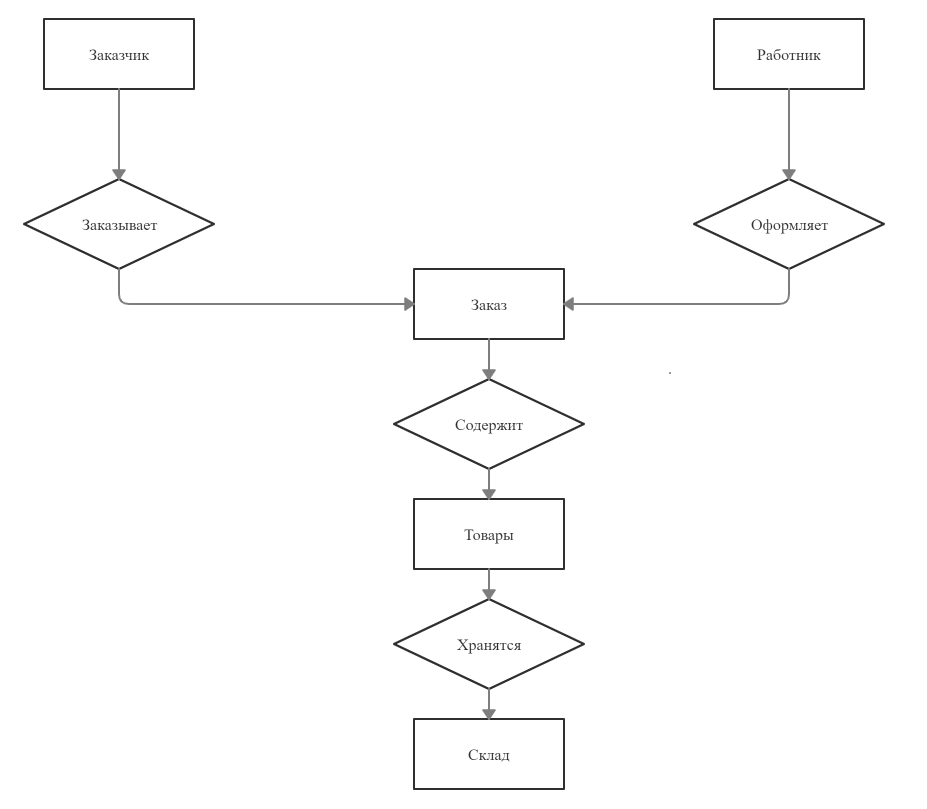 Заказчик
Работник
Заказывает
Оформляет
Заказ
Содержит
Товары
Хранятся
Склад